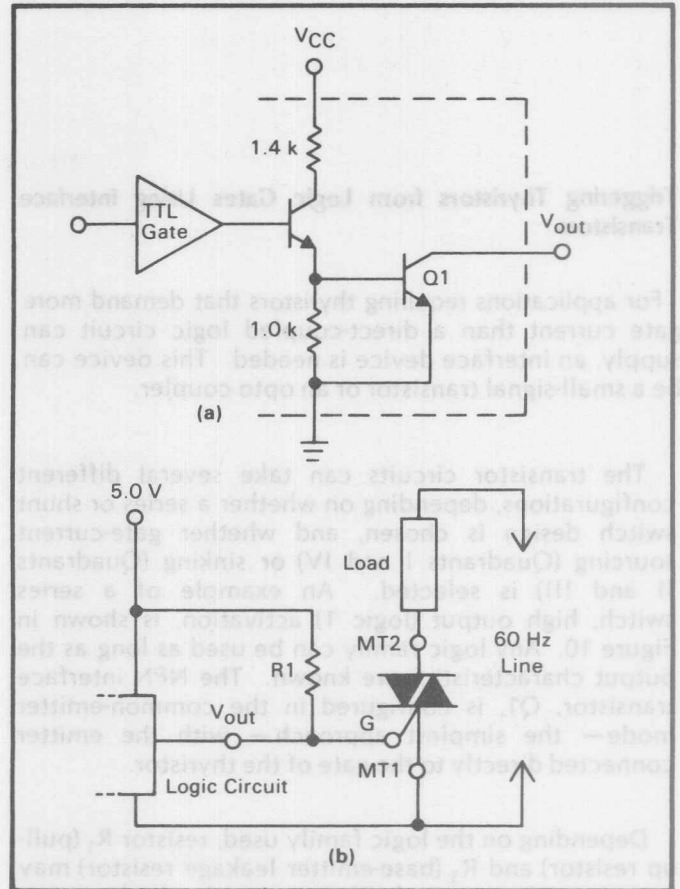 VCC
1.4 k
TTL
Gate
Vout
Q1
1.0 k
(a)
5.0 V
Load
MT2
60 Hz
Line
R1
Vout
G
MT1
Logic Circuit
(b)
Triggering Thyristors from Logic Gates Using Interface
Transistors
For applications requiring thyristors that demand more
gate current than a direct-coupled logic circuit can
supply, an interface device is needed. This device can
be a small-signal transistor or an opto coupler.
The transistor circuits can take several different
configurations, depending on whether a series or shunt
switch design is chosen, and whether gate-current
sourcing (Quadrants I and IV) or sinking (Quadrants
II and III) is selected. An example of a series
switch, high output (logic 1) activation, is shown in
Figure 10. Any logic family can be used as long as the
output characteristics are known. The NPN interface
transistor, Q1, is configured in the common-emitter
mode — the simplest approach — with the emitter
connected directly to the gate of the thyristor.
Depending on the logic family used, resistor R1 (pull-
up resistor) and R2 (base-emitter leakage resistor) may